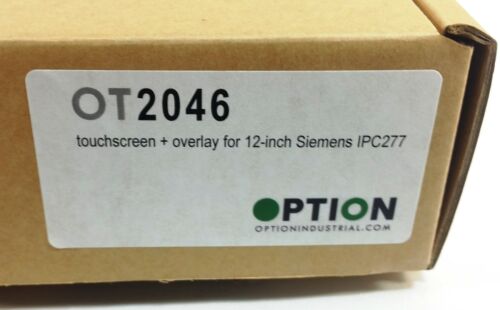 OT2046
touchscreen + overlay for 12-inch Siemens IPC277
OPTION
OPTIONINDUSTRIAL.COM